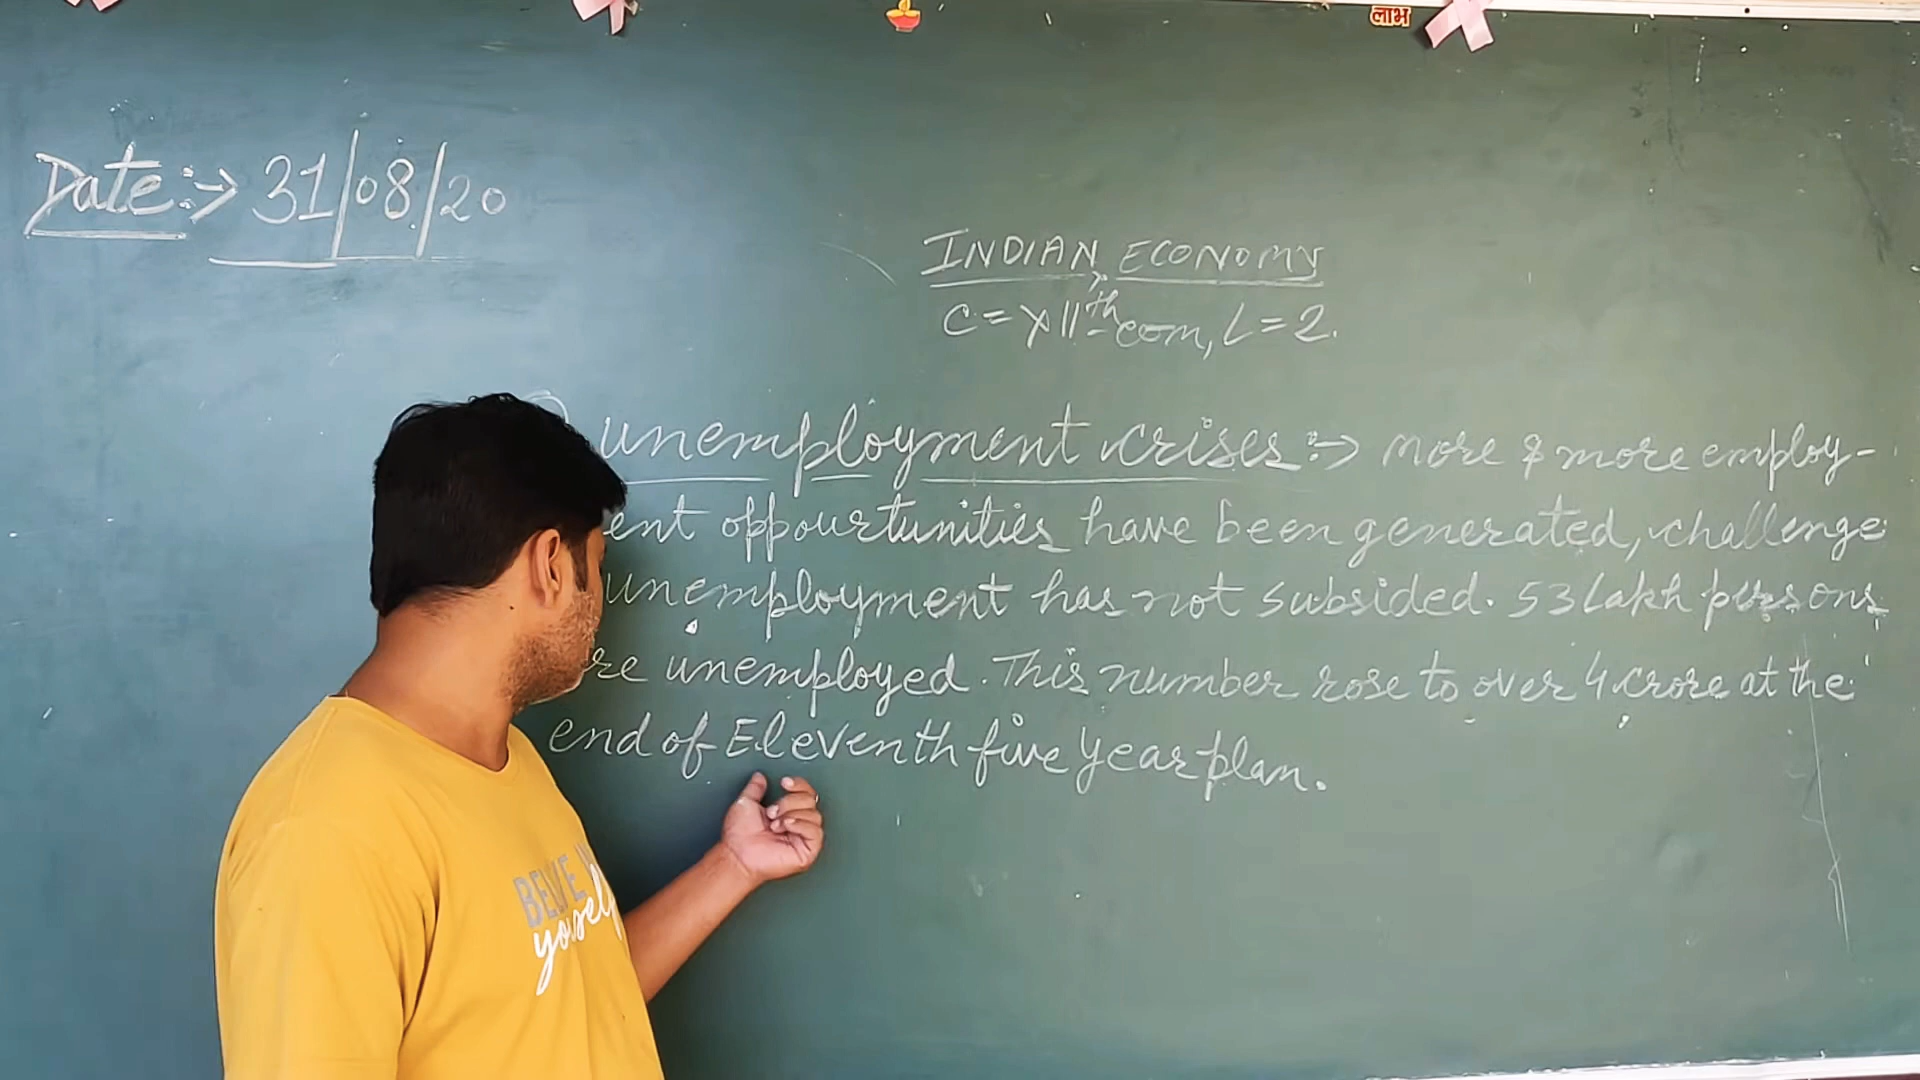 लाभ
Date:-> 31/08/20
INDIAN ECONOMY
C = XIIth com, L = 2.
unemployment crises :-> more & more employ-
ent oppourtunities have been generated, challenge
unemployment has not subsided. 53 Lakh persons
re unemployed. This number rose to over 4 crore at the
end of Eleventh five year plan.
yourself